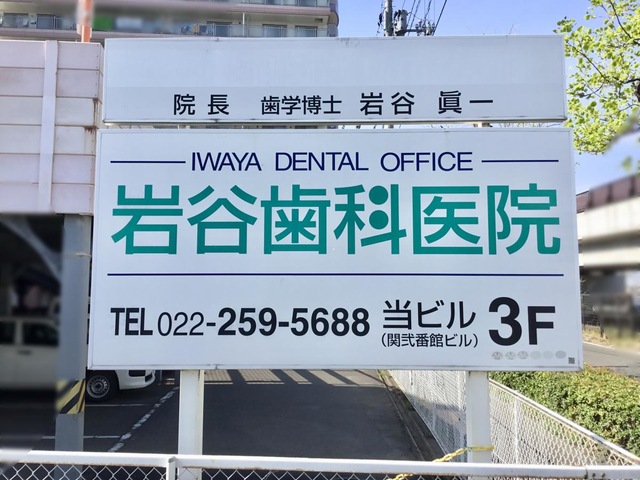 院長 歯学博士 岩谷 眞一
IWAYA DENTAL OFFICE
岩谷歯科医院
TEL 022-259-5688 当ビル 3F
(関弐番館ビル)